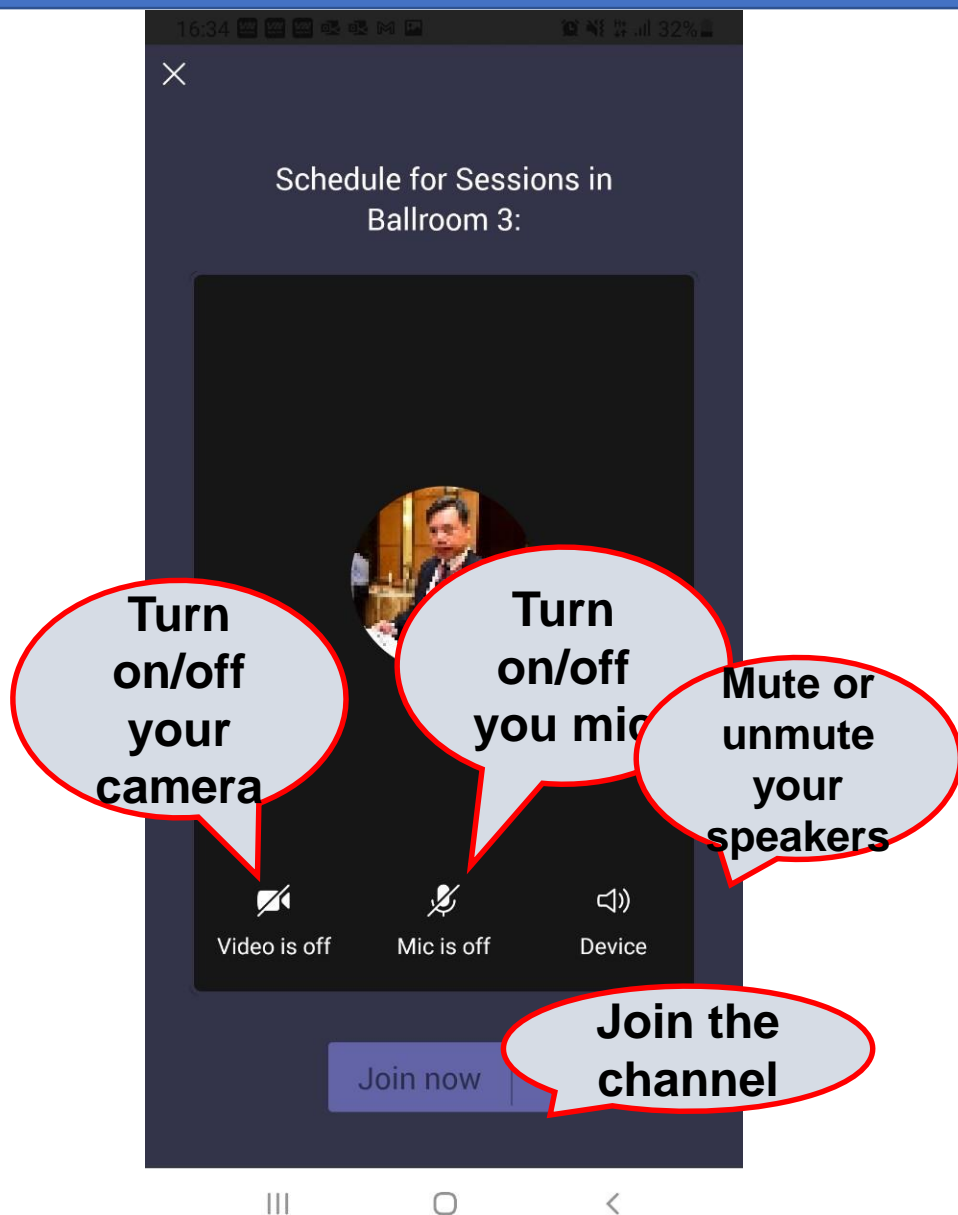 16:34
32%
Schedule for Sessions in
Ballroom 3:
Turn
on/off
your
camera
Turn
on/off
you mic
Mute or
unmute
your
speakers
Video is off
Mic is off
Device
Join now
Join the
channel